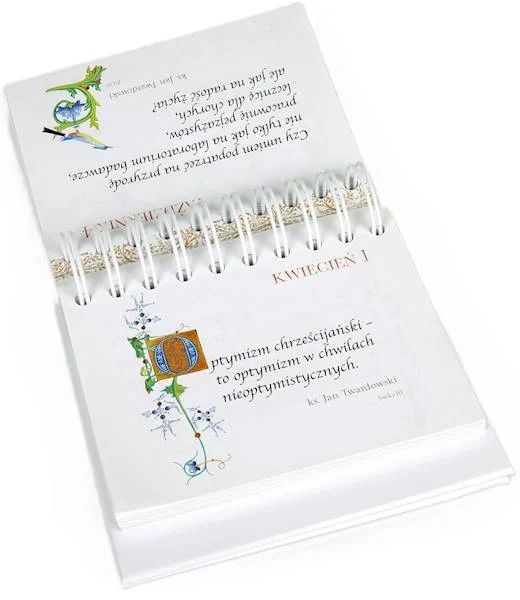 Czy umiem popatrzeć na przyrodę
nie tylko jak na laboratorium badawcze,
pracownię pejzażystów,
lecznicę dla chorych,
ale jak na radość życia?
ks. Jan Twardowski
KWIECIEŃ 1
Optymizm chrześcijański –
to optymizm w chwilach
nieoptymistycznych.
ks. Jan Twardowski